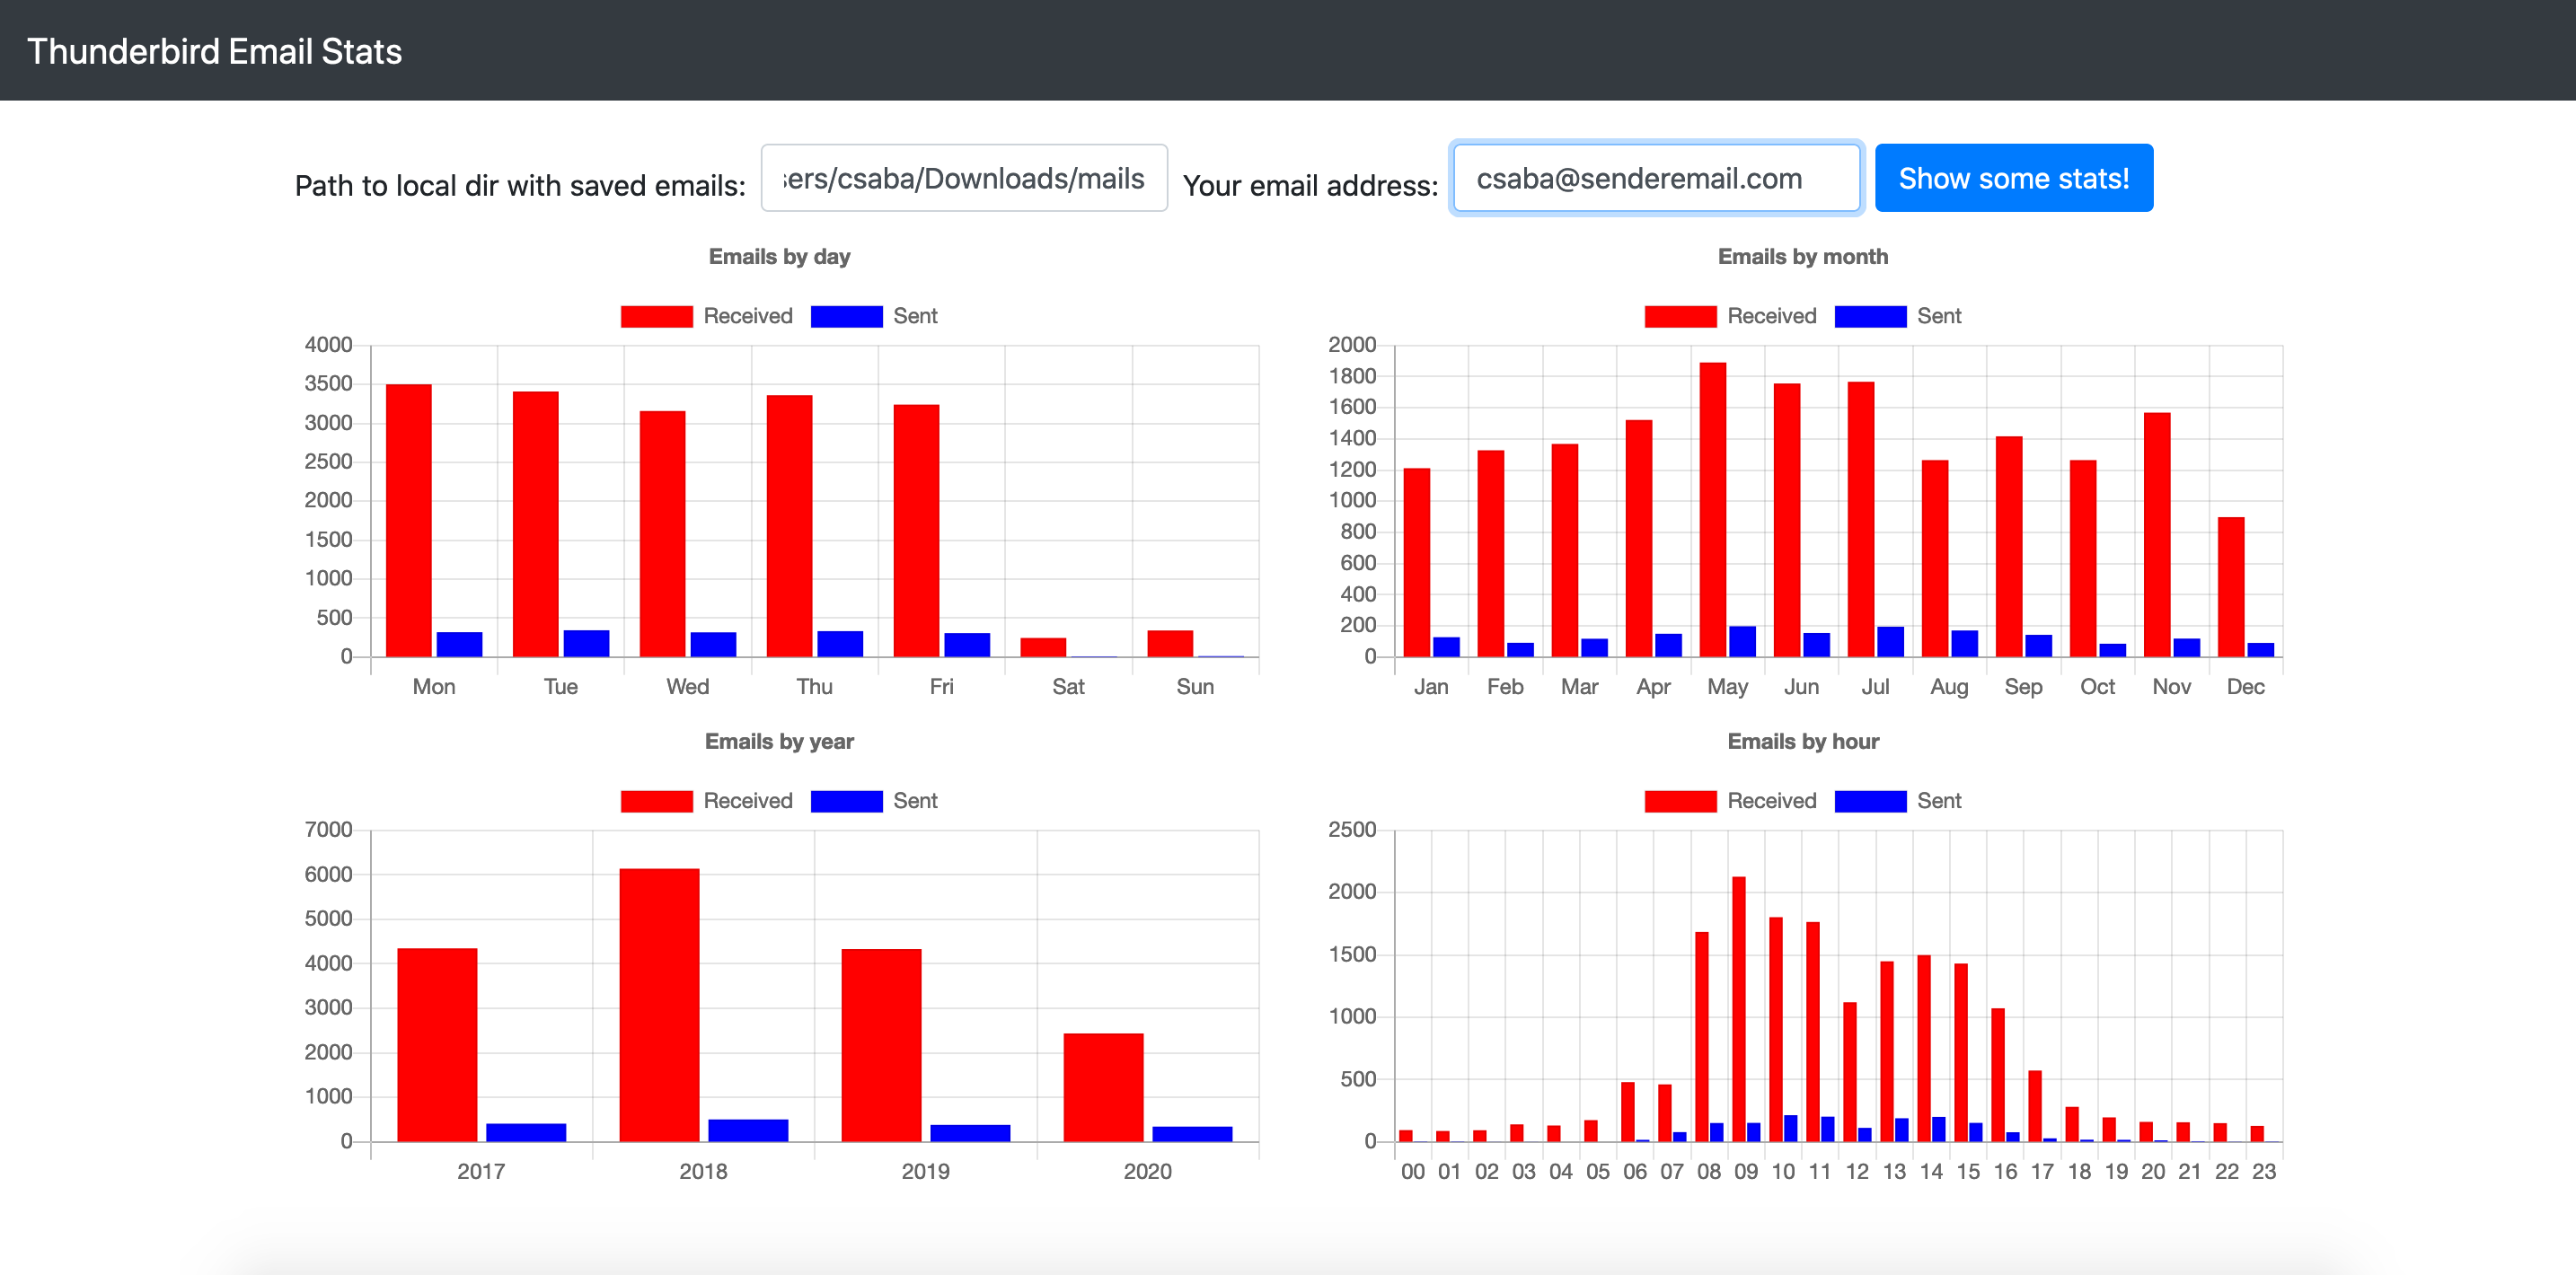 Thunderbird Email Stats
Path to local dir with saved emails: sers/csaba/Downloads/mails Your email address: csaba@senderemail.com Show some stats!
Emails by day
Received Sent
4000
3500
3000
2500
2000
1500
1000
500
0
Mon Tue Wed Thu Fri Sat Sun
Emails by month
Received Sent
2000
1800
1600
1400
1200
1000
800
600
400
200
0
Jan Feb Mar Apr May Jun Jul Aug Sep Oct Nov Dec
Emails by year
Received Sent
7000
6000
5000
4000
3000
2000
1000
0
2017 2018 2019 2020
Emails by hour
Received Sent
2500
2000
1500
1000
500
0
00 01 02 03 04 05 06 07 08 09 10 11 12 13 14 15 16 17 18 19 20 21 22 23